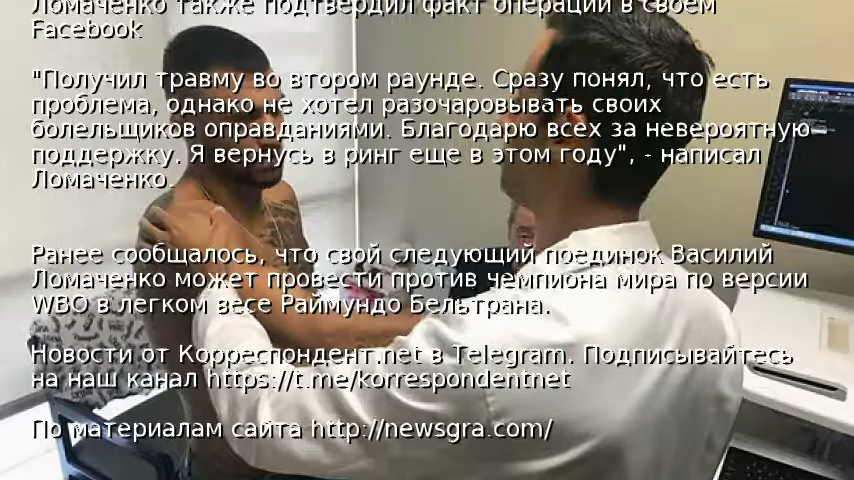 Ломаченко также подтвердил факт операции в своем
Facebook
"Получил травму во втором раунде. Сразу понял, что есть
проблема, однако не хотел разочаровывать своих
болельщиков оправданиями. Благодарю всех за невероятную
поддержку. Я вернусь в ринг еще в этом году", - написал
Ломаченко.
Ранее сообщалось, что свой следующий поединок Василий
Ломаченко может провести против чемпиона мира по версии
WBO в легком весе Раймундо Бельтрана.
Новости от Корреспондент.net в Telegram. Подписывайтесь
на наш канал https://t.me/korrespondentnet
По материалам сайта http://newsgra.com/